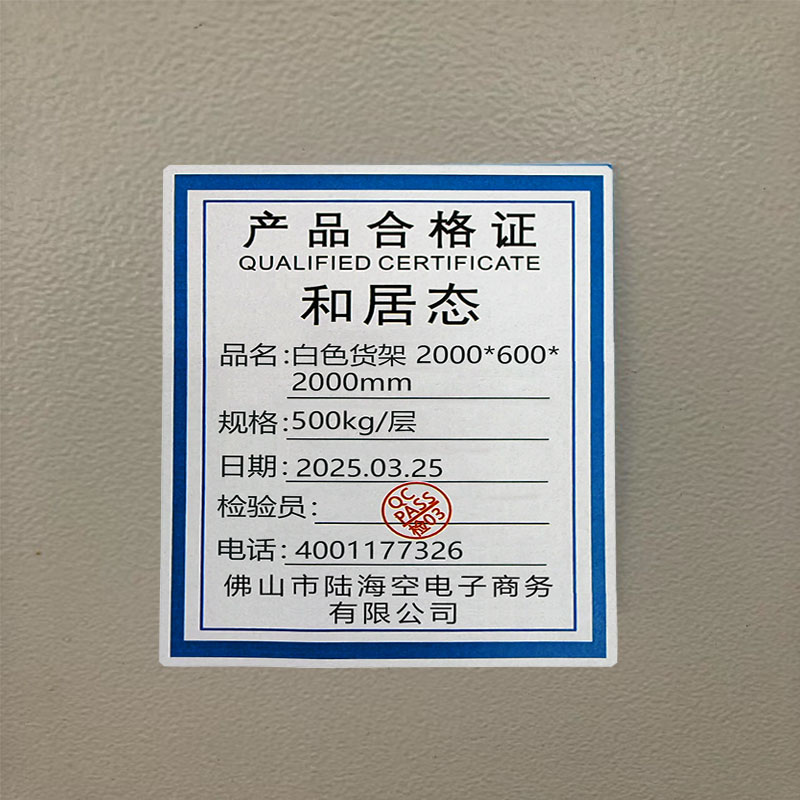 产品合格证
QUALIFIED CERTIFICATE
和居态
品名:白色货架 2000*600*
2000mm
规格:500kg/层
日期:2025.03.25
检验员:
QC
PASS
检03
电话:4001177326
佛山市陆海空电子商务
有限公司